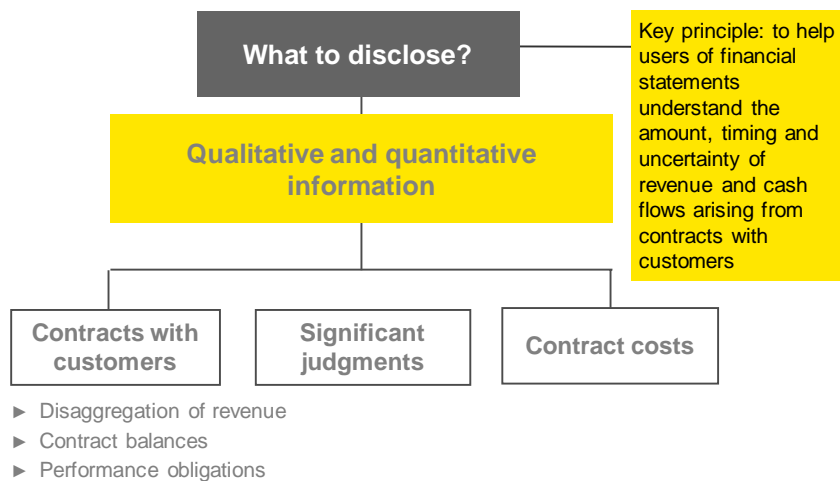 What to disclose?
Key principle: to help
users of financial
statements
understand the
amount, timing and
uncertainty of
revenue and cash
flows arising from
contracts with
customers
Qualitative and quantitative
information
Contracts with
customers
Significant
judgments
Contract costs
► Disaggregation of revenue
► Contract balances
► Performance obligations